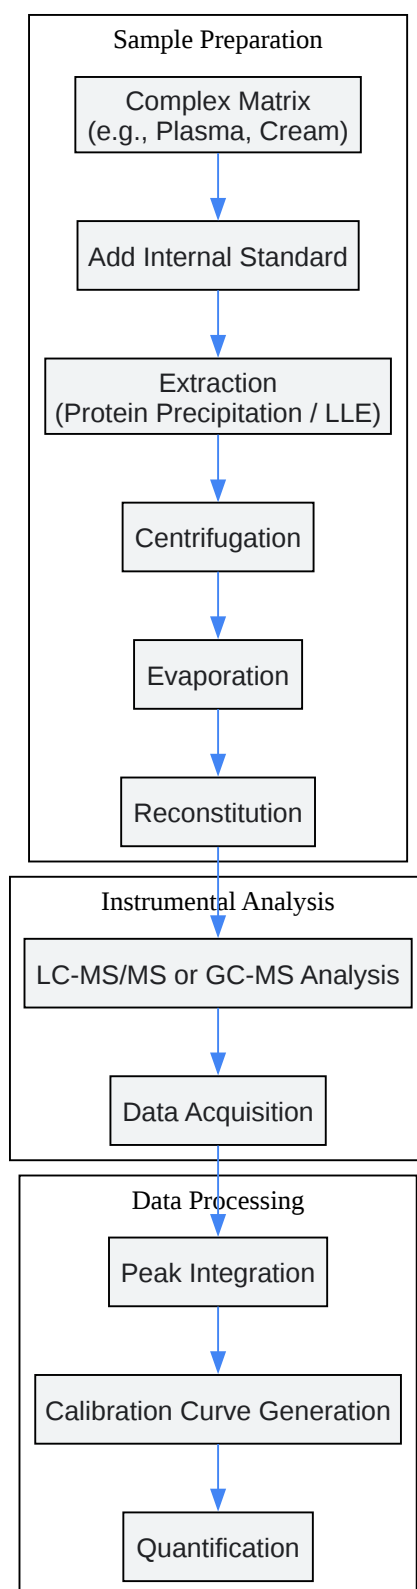 Sample Preparation
Complex Matrix
(e.g., Plasma, Cream)
Add Internal Standard
Extraction
(Protein Precipitation / LLE)
Centrifugation
Evaporation
Reconstitution
Instrumental Analysis
LC-MS/MS or GC-MS Analysis
Data Acquisition
Data Processing
Peak Integration
Calibration Curve Generation
Quantification